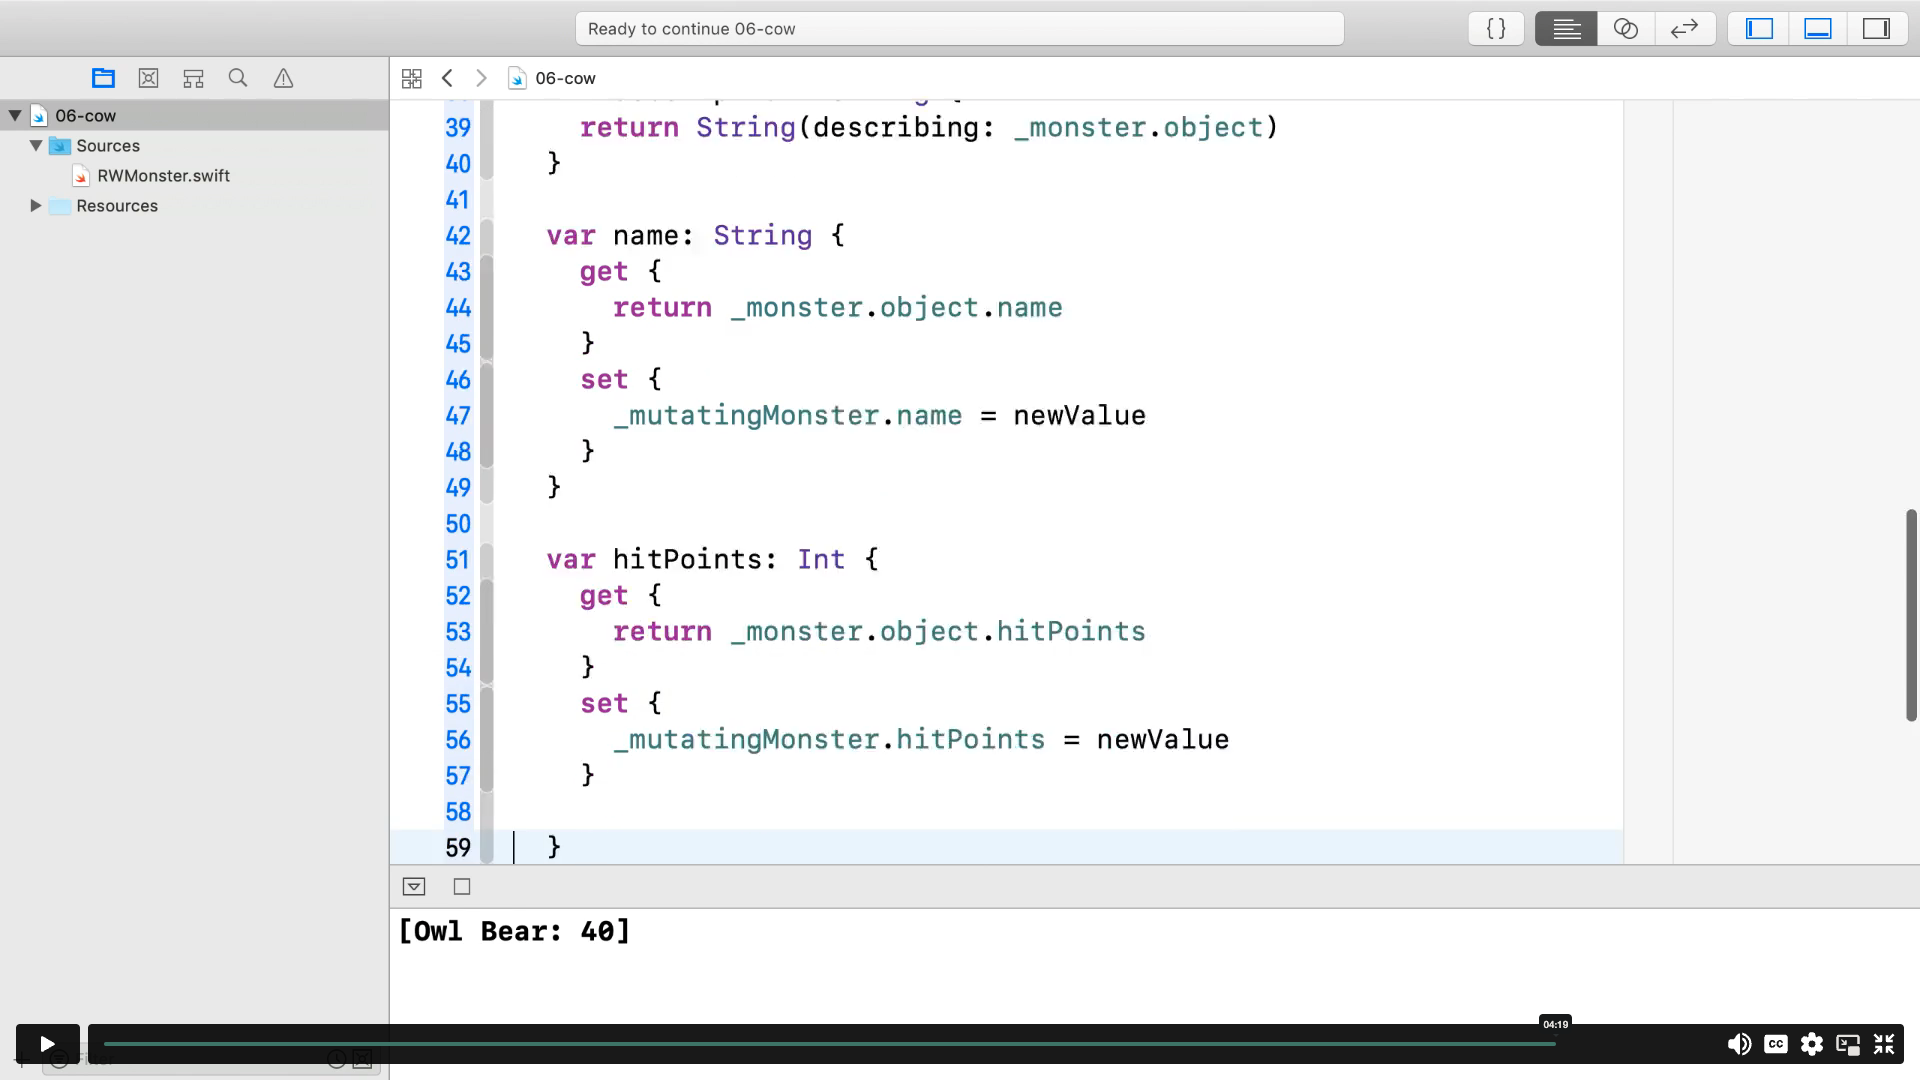 Ready to continue 06-cow
{}
06-cow
06-cow
Sources
RWMonster.swift
Resources
39 return String(describing: _monster.object)
40 }
41
42 var name: String {
43 get {
44 return _monster.object.name
45 }
46 set {
47 _mutatingMonster.name = newValue
48 }
49 }
50
51 var hitPoints: Int {
52 get {
53 return _monster.object.hitPoints
54 }
55 set {
56 _mutatingMonster.hitPoints = newValue
57 }
58
59 }
[Owl Bear: 40]
04:19
CC